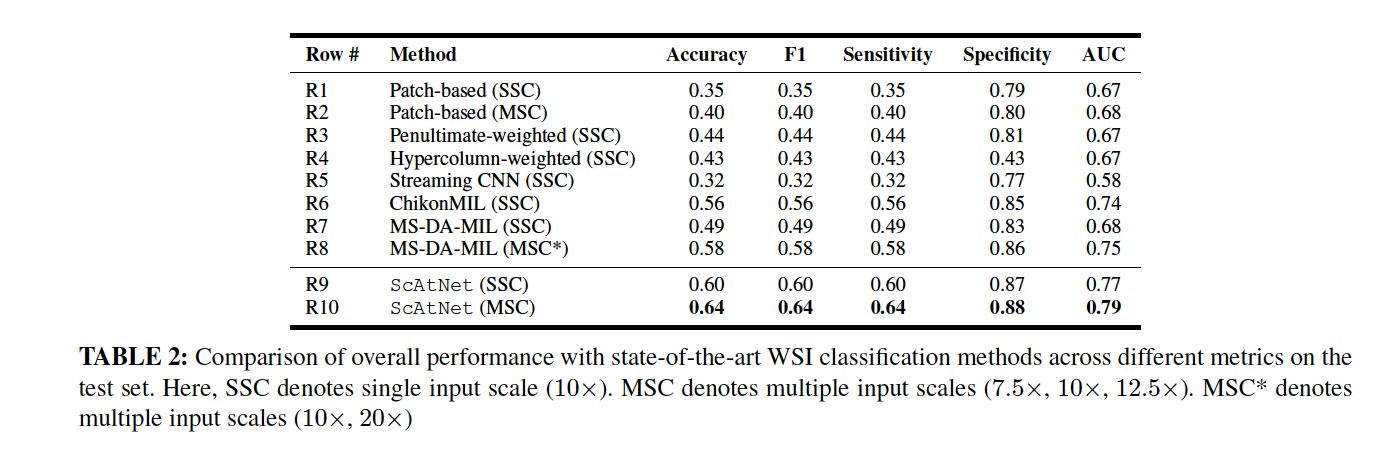 Row # Method Accuracy F1 Sensitivity Specificity AUC
R1 Patch-based (SSC) 0.35 0.35 0.35 0.79 0.67
R2 Patch-based (MSC) 0.40 0.40 0.40 0.80 0.68
R3 Penultimate-weighted (SSC) 0.44 0.44 0.44 0.81 0.67
R4 Hypercolumn-weighted (SSC) 0.43 0.43 0.43 0.43 0.67
R5 Streaming CNN (SSC) 0.32 0.32 0.32 0.77 0.58
R6 ChikonMIL (SSC) 0.56 0.56 0.56 0.85 0.74
R7 MS-DA-MIL (SSC) 0.49 0.49 0.49 0.83 0.68
R8 MS-DA-MIL (MSC*) 0.58 0.58 0.58 0.86 0.75
R9 ScAtNet (SSC) 0.60 0.60 0.60 0.87 0.77
R10 ScAtNet (MSC) 0.64 0.64 0.64 0.88 0.79
TABLE 2: Comparison of overall performance with state-of-the-art WSI classification methods across different metrics on the
test set. Here, SSC denotes single input scale (10×). MSC denotes multiple input scales (7.5×, 10×, 12.5×). MSC* denotes
multiple input scales (10×, 20×)